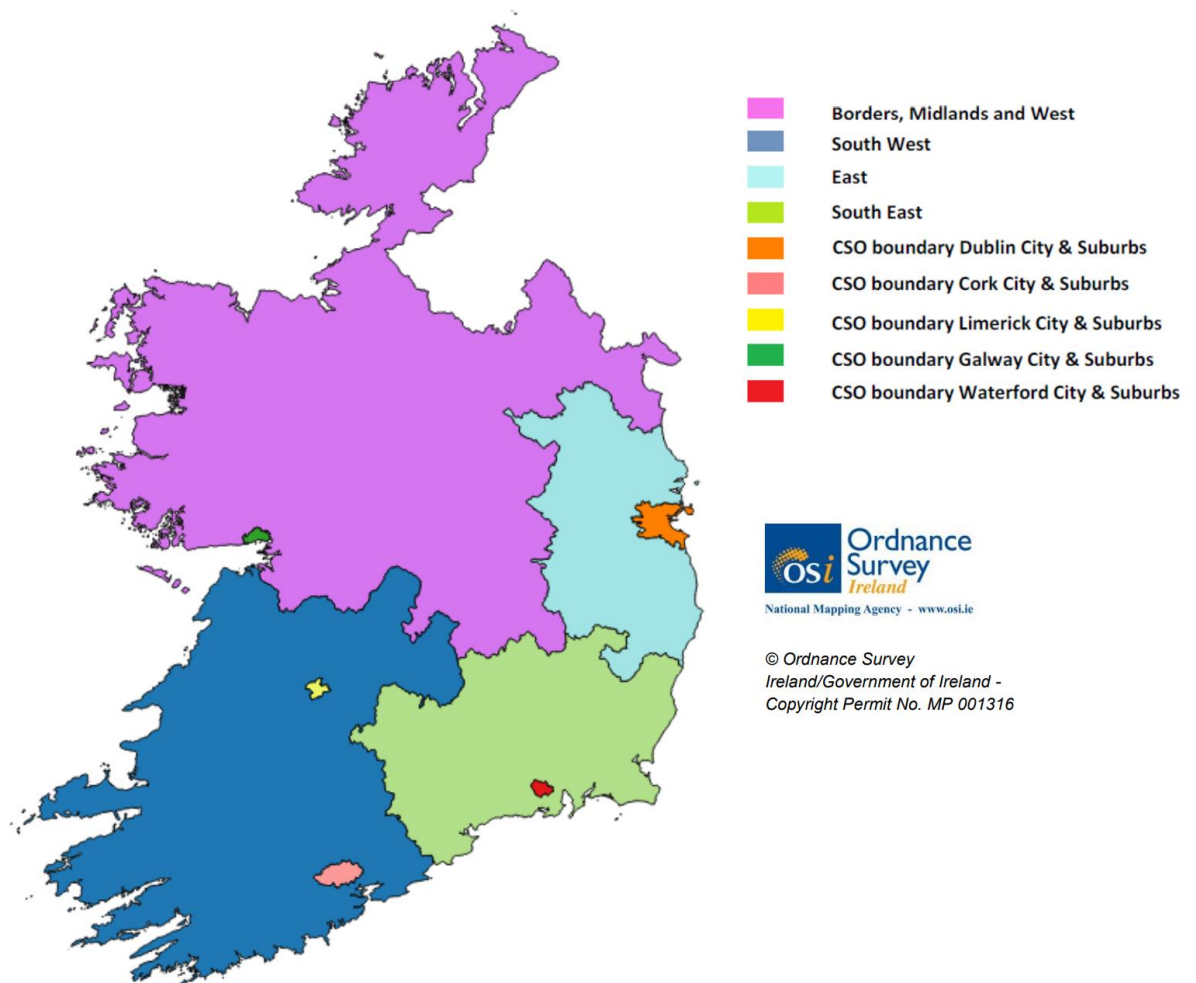 Borders, Midlands and West
South West
East
South East
CSO boundary Dublin City & Suburbs
CSO boundary Cork City & Suburbs
CSO boundary Limerick City & Suburbs
CSO boundary Galway City & Suburbs
CSO boundary Waterford City & Suburbs
osi
Ordnance
Survey
Ireland
National Mapping Agency - www.osi.ie
© Ordnance Survey
Ireland/Government of Ireland -
Copyright Permit No. MP 001316